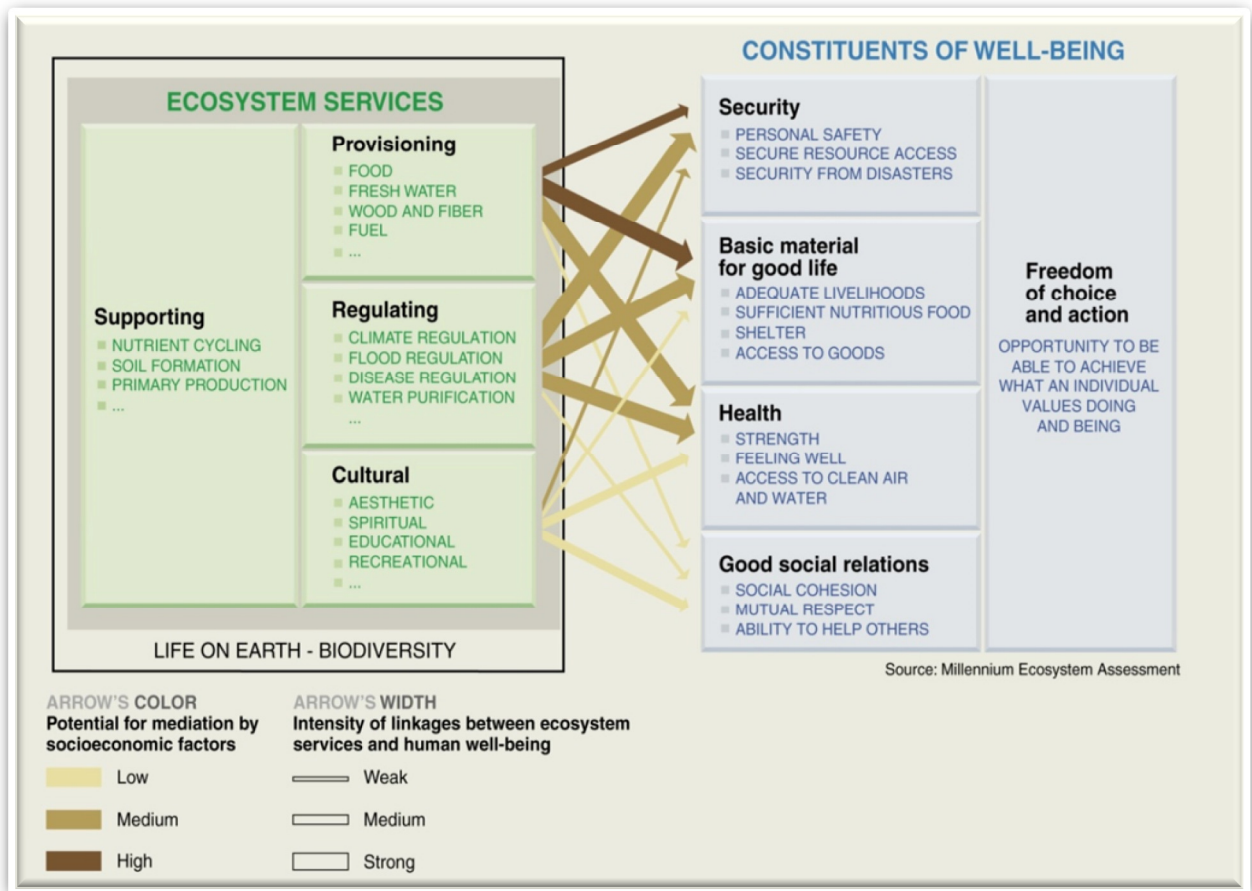 CONSTITUENTS OF WELL-BEING
ECOSYSTEM SERVICES
Supporting
NUTRIENT CYCLING
SOIL FORMATION
PRIMARY PRODUCTION
...
Provisioning
FOOD
FRESH WATER
WOOD AND FIBER
FUEL
...
Regulating
CLIMATE REGULATION
FLOOD REGULATION
DISEASE REGULATION
WATER PURIFICATION
...
Cultural
AESTHETIC
SPIRITUAL
EDUCATIONAL
RECREATIONAL
...
LIFE ON EARTH - BIODIVERSITY
Security
PERSONAL SAFETY
SECURE RESOURCE ACCESS
SECURITY FROM DISASTERS
Basic material
for good life
ADEQUATE LIVELIHOODS
SUFFICIENT NUTRITIOUS FOOD
SHELTER
ACCESS TO GOODS
Health
STRENGTH
FEELING WELL
ACCESS TO CLEAN AIR
AND WATER
Good social relations
SOCIAL COHESION
MUTUAL RESPECT
ABILITY TO HELP OTHERS
Freedom
of choice
and action
OPPORTUNITY TO BE
ABLE TO ACHIEVE
WHAT AN INDIVIDUAL
VALUES DOING
AND BEING
Source: Millennium Ecosystem Assessment
ARROW'S COLOR
Potential for mediation by
socioeconomic factors
Low
Medium
High
ARROW'S WIDTH
Intensity of linkages between ecosystem
services and human well-being
Weak
Medium
Strong